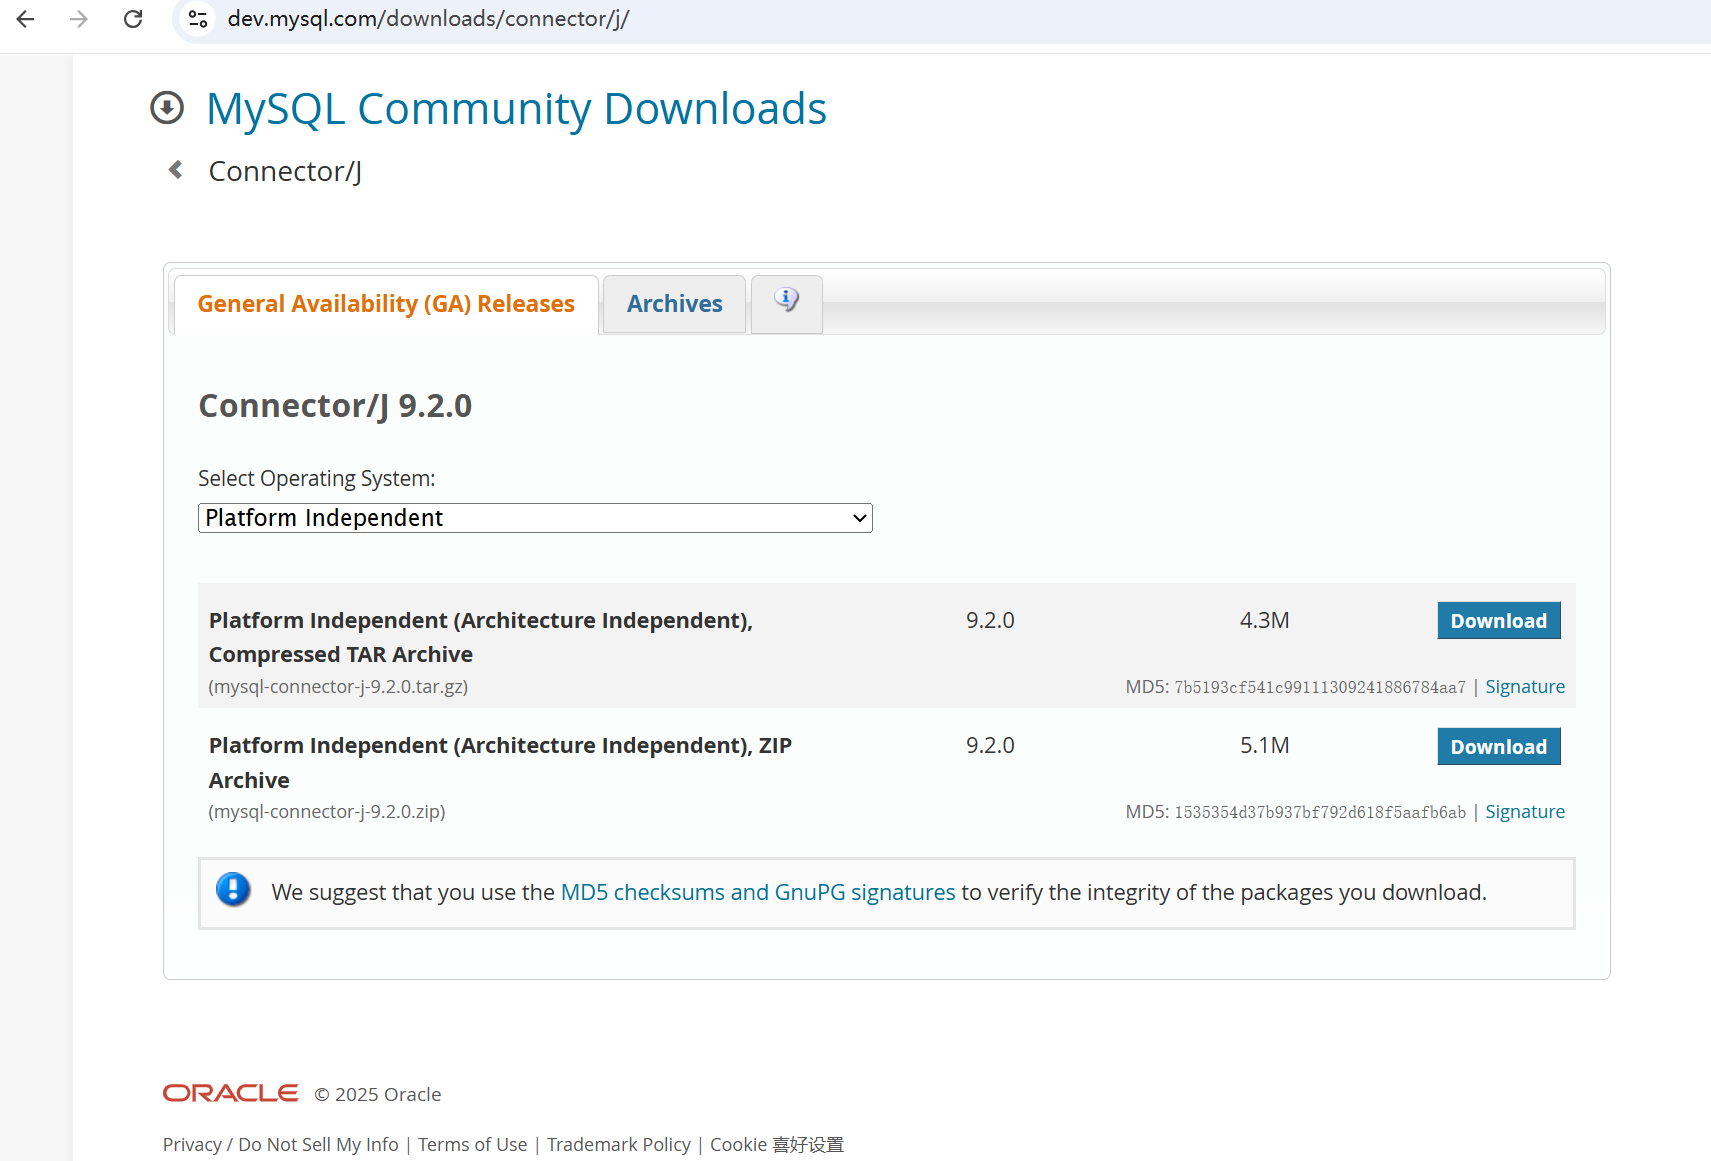 dev.mysql.com/downloads/connector/j/
MySQL Community Downloads
Connector/J
General Availability (GA) Releases
Archives
Connector/J 9.2.0
Select Operating System:
Platform Independent
Platform Independent (Architecture Independent), 9.2.0 4.3M Download
Compressed TAR Archive
(mysql-connector-j-9.2.0.tar.gz) MD5: 7b5193cf541c99111309241886784aa7 | Signature
Platform Independent (Architecture Independent), ZIP 9.2.0 5.1M Download
Archive
(mysql-connector-j-9.2.0.zip) MD5: 1535354d37b937bf792d618f5aafb6ab | Signature
We suggest that you use the MD5 checksums and GnuPG signatures to verify the integrity of the packages you download.
ORACLE © 2025 Oracle
Privacy / Do Not Sell My Info | Terms of Use | Trademark Policy | Cookie 喜好设置